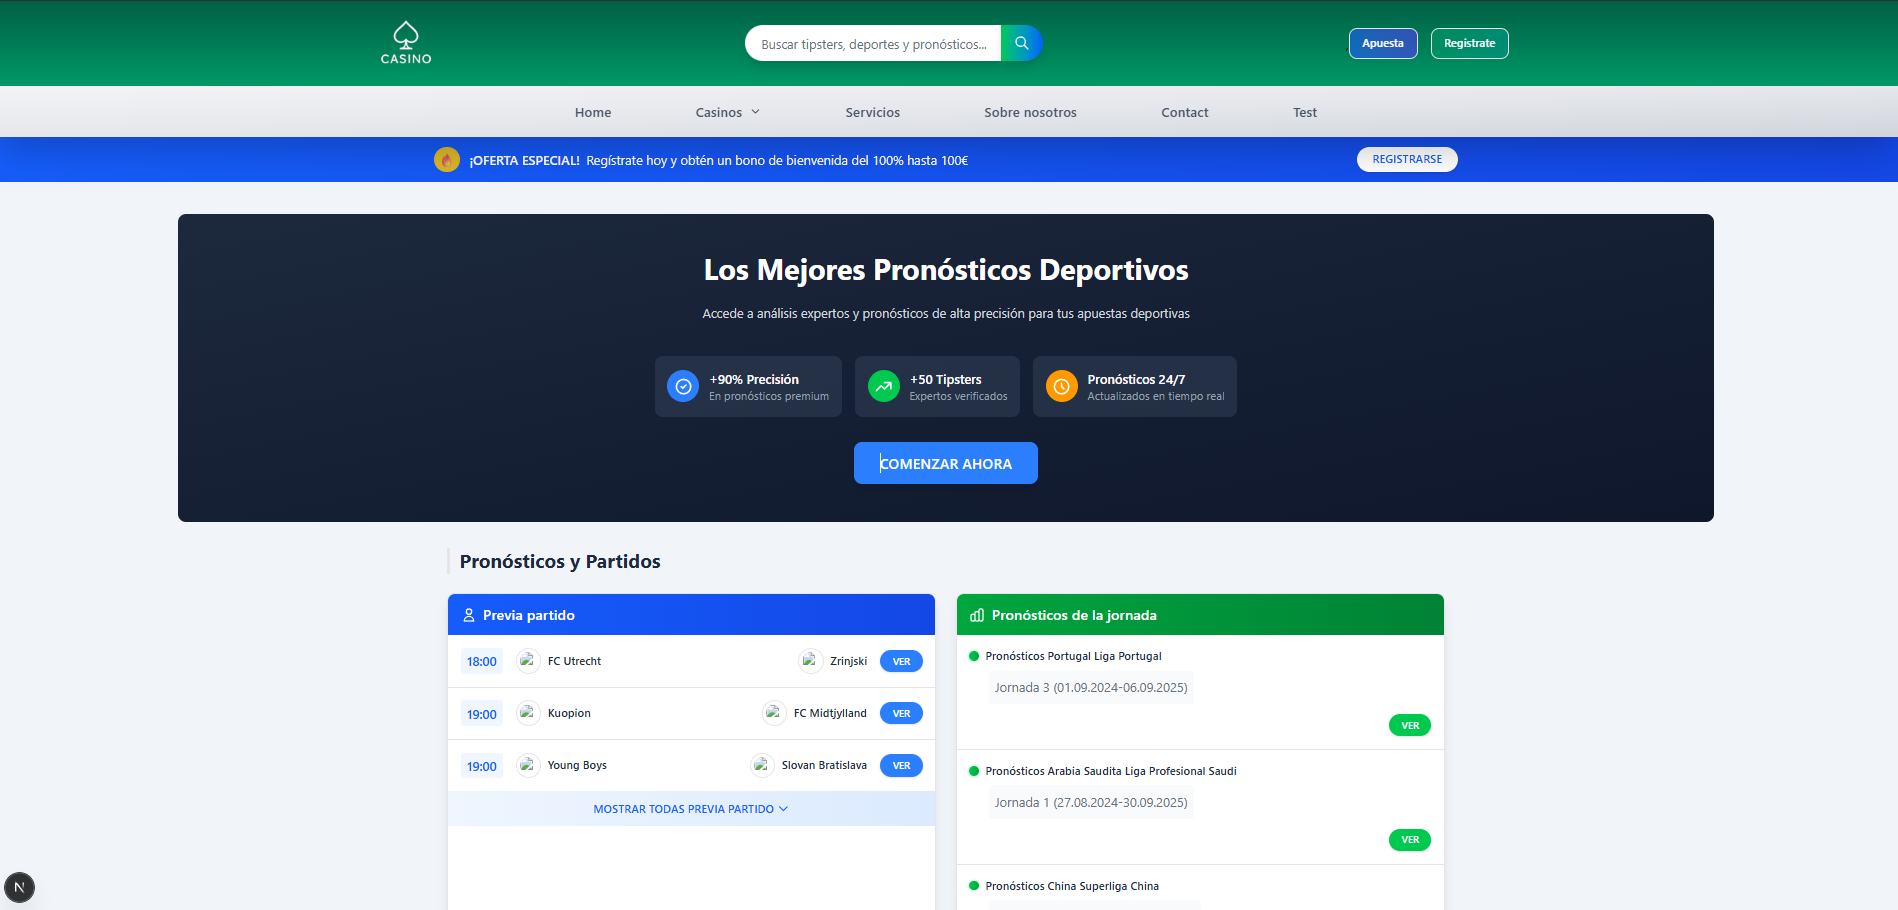 CASINO
Buscar tipsters, deportes y pronósticos...
Apuesta
Registrate
Home
Casinos
Servicios
Sobre nosotros
Contact
Test
¡OFERTA ESPECIAL! Regístrate hoy y obtén un bono de bienvenida del 100% hasta 100€
REGISTRARSE
Los Mejores Pronósticos Deportivos
Accede a análisis expertos y pronósticos de alta precisión para tus apuestas deportivas
+90% Precisión
En pronósticos premium
+50 Tipsters
Expertos verificados
Pronósticos 24/7
Actualizados en tiempo real
COMENZAR AHORA
Pronósticos y Partidos
Previa partido
18:00 FC Utrecht Zrinjski VER
19:00 Kuopion FC Midtjylland VER
19:00 Young Boys Slovan Bratislava VER
MOSTRAR TODAS PREVIA PARTIDO
Pronósticos de la jornada
Pronósticos Portugal Liga Portugal
Jornada 3 (01.09.2024-06.09.2025)
VER
Pronósticos Arabia Saudita Liga Profesional Saudi
Jornada 1 (27.08.2024-30.09.2025)
VER
Pronósticos China Superliga China
N